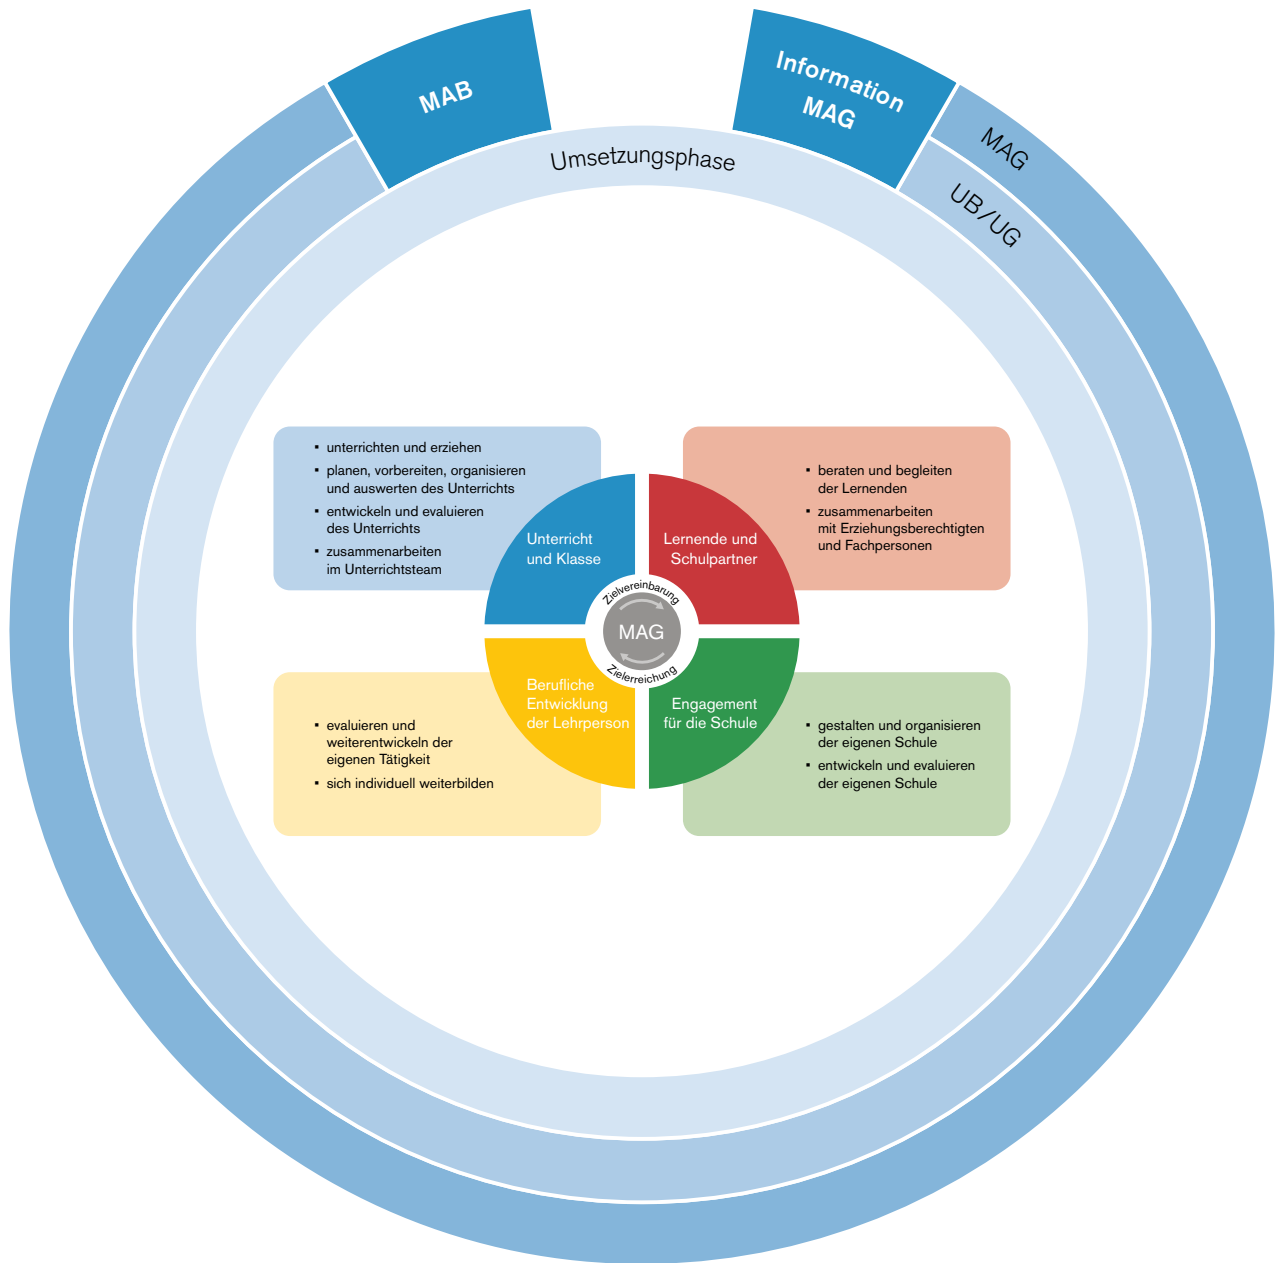 MAB
Information
MAG
MAG
UB/UG
Umsetzungsphase
▪ unterrichten und erziehen
▪ planen, vorbereiten, organisieren
und auswerten des Unterrichts
▪ entwickeln und evaluieren
des Unterrichts
▪ zusammenarbeiten
im Unterrichtsteam
▪ beraten und begleiten
der Lernenden
▪ zusammenarbeiten
mit Erziehungsberechtigten
und Fachpersonen
Unterricht
und Klasse
Lernende und
Schulpartner
Zielvereinbarung
MAG
Zielerreichung
Berufliche
Entwicklung
der Lehrperson
Engagement
für die Schule
▪ evaluieren und
weiterentwickeln der
eigenen Tätigkeit
▪ sich individuell weiterbilden
▪ gestalten und organisieren
der eigenen Schule
▪ entwickeln und evaluieren
der eigenen Schule